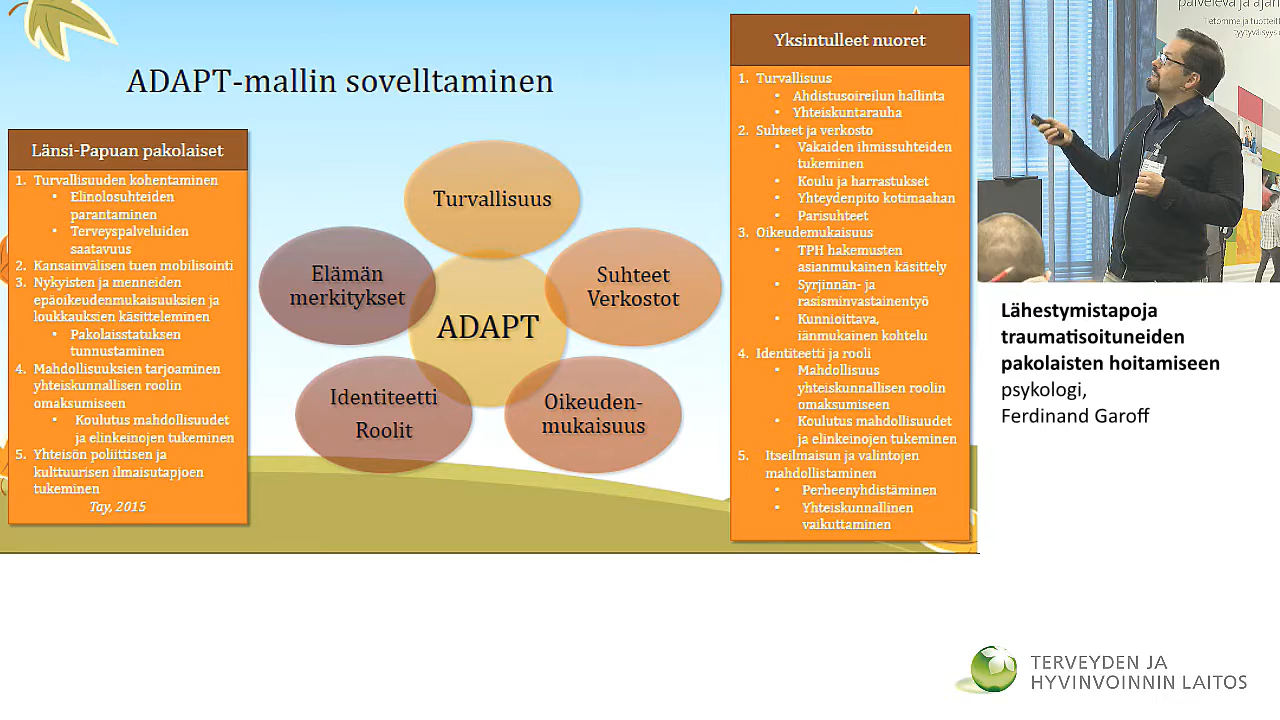 ADAPT-mallin sovelltaminen
Länsi-Papuan pakolaiset
1. Turvallisuuden kohentaminen
• Elinolosuhteiden
parantaminen
• Terveyspalveluiden
saatavuus
2. Kansainvälisen tuen mobilisointi
3. Nykyisten ja menneiden
epäoikeudenmukaisuuksien ja
loukkauksien käsitteleminen
• Pakolaisstatuksen
tunnustaminen
4. Mahdollisuuksien tarjoaminen
yhteiskunnallisen roolin
omaksumiseen
• Koulutus mahdollisuudet
ja elinkeinojen tukeminen
5. Yhteisön poliittisen ja
kulttuurisen ilmaisutapjoen
tukeminen
Tay, 2015
Turvallisuus
Elämän
merkitykset
Suhteet
Verkostot
ADAPT
Identiteetti
Roolit
Oikeuden-
mukaisuus
Yksintulleet nuoret
1. Turvallisuus
• Ahdistusoireilun hallinta
• Yhteiskuntarauha
2. Suhteet ja verkosto
• Vakaiden ihmissuhteiden
tukeminen
• Koulu ja harrastukset
• Yhteydenpito kotimaahan
• Parisuhteet
3. Oikeudemukaisuus
• TPH hakemusten
asianmukainen käsittely
• Syrjinnän- ja
rasisminvastainentyö
• Kunnioittava,
iänmukainen kohtelu
4. Identiteetti ja rooli
• Mahdollisuus
yhteiskunnallisen roolin
omaksumiseen
• Koulutus mahdollisuudet
ja elinkeinojen tukeminen
5. Itseilmaisun ja valintojen
mahdollistaminen
• Perheenyhdistäminen
• Yhteiskunnallinen
vaikuttaminen
palveleva ja
Tietomme ja
Lähestymistapoja
traumatisoituneiden
pakolaisten hoitamiseen
psykologi,
Ferdinand Garoff
TERVEYDEN JA
HYVINVOINNIN LAITOS